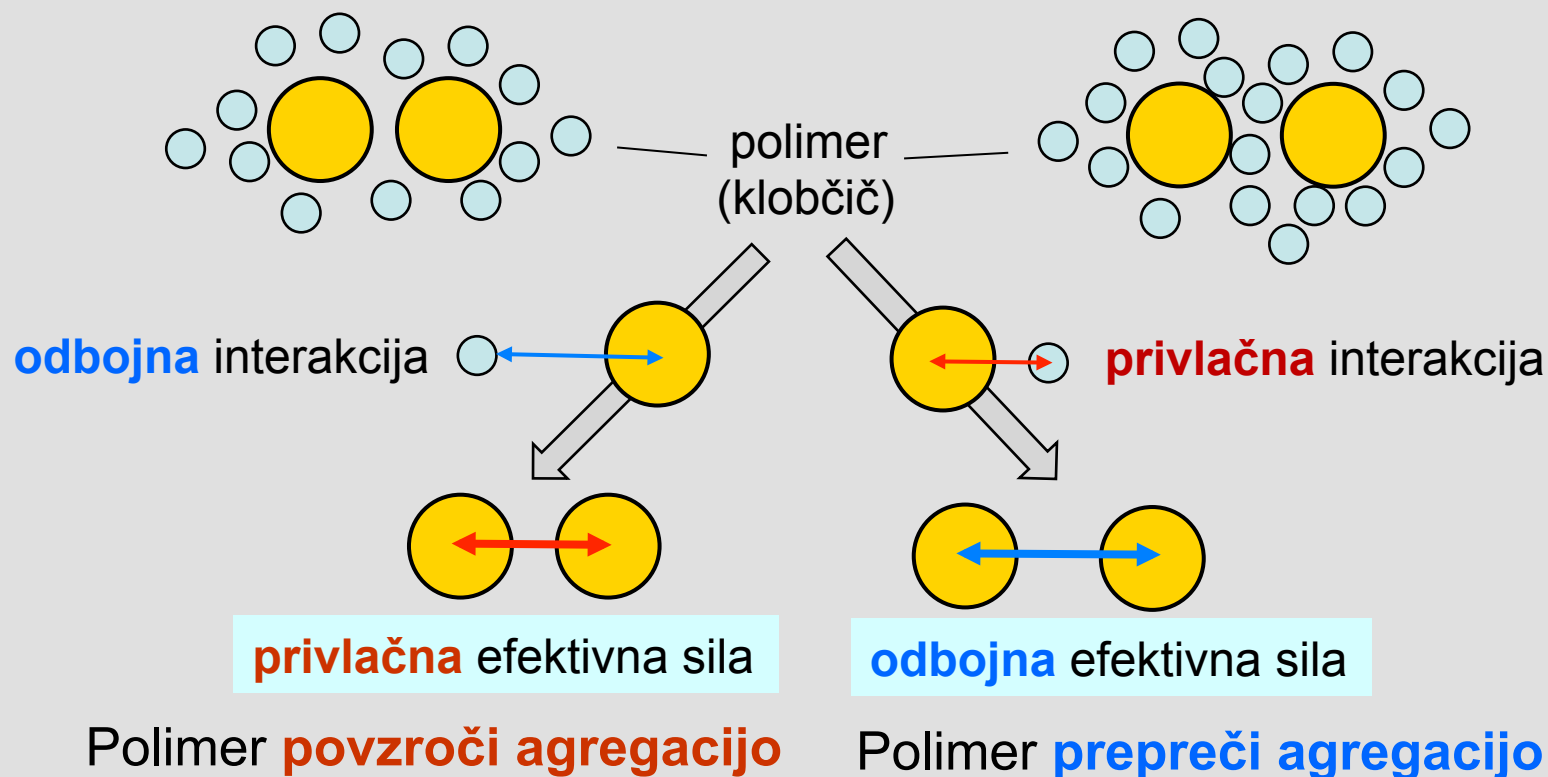 polimer
(klobčič)
odbojna interakcija
privlačna interakcija
privlačna efektivna sila
odbojna efektivna sila
Polimer povzroči agregacijo
Polimer prepreči agregacijo